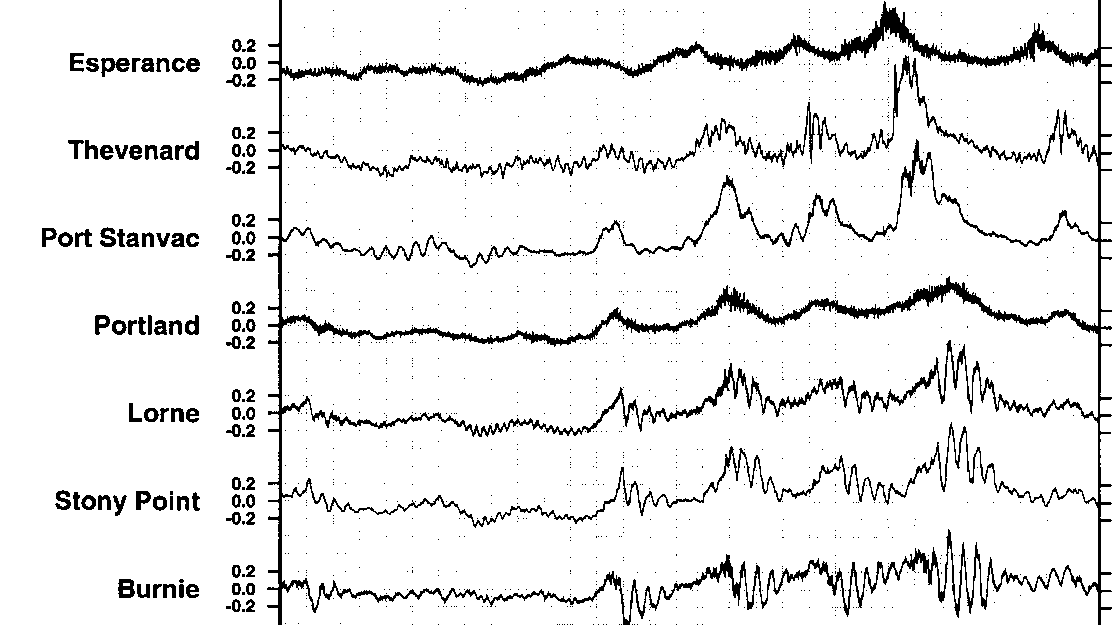 0.2
Esperance 0.0
-0.2
0.2
Thevenard 0.0
-0.2
0.2
Port Stanvac 0.0
-0.2
0.2
Portland 0.0
-0.2
0.2
Lorne 0.0
-0.2
0.2
Stony Point 0.0
-0.2
0.2
Burnie 0.0
-0.2